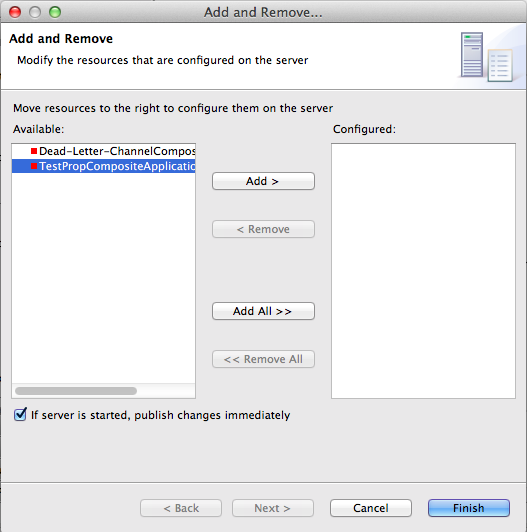 Add and Remove...
Add and Remove
Modify the resources that are configured on the server
Move resources to the right to configure them on the server
Available:
Configured:
Dead-Letter-ChannelCompos
TestPropCompositeApplicatio
Add >
< Remove
Add All >>
<< Remove All
If server is started, publish changes immediately
< Back
Next >
Cancel
Finish